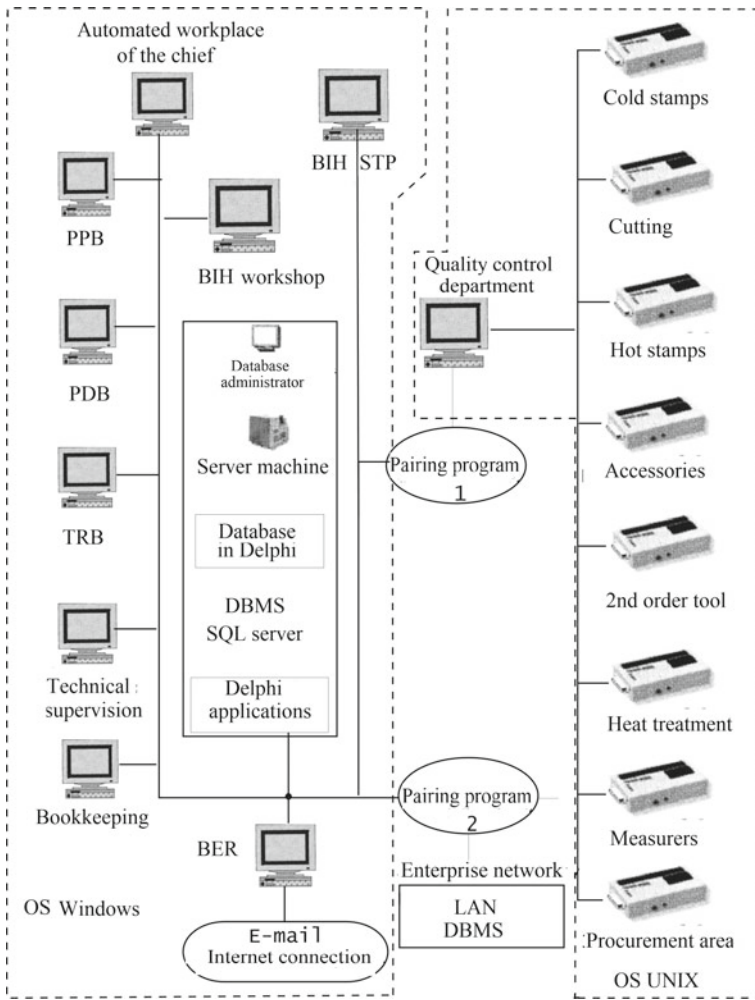 Automated workplace
of the chief
BIH STP
PPB
BIH workshop
PDB
Database
administrator
Server machine
TRB
Database
in Delphi
DBMS
SQL server
Technical
supervision
Delphi
applications
Bookkeeping
BER
OS Windows
E-mail
Internet connection
Quality control
department
Pairing program
1
Pairing program
2
Enterprise network
LAN
DBMS
Cold stamps
Cutting
Hot stamps
Accessories
2nd order tool
Heat treatment
Measurers
Procurement area
OS UNIX